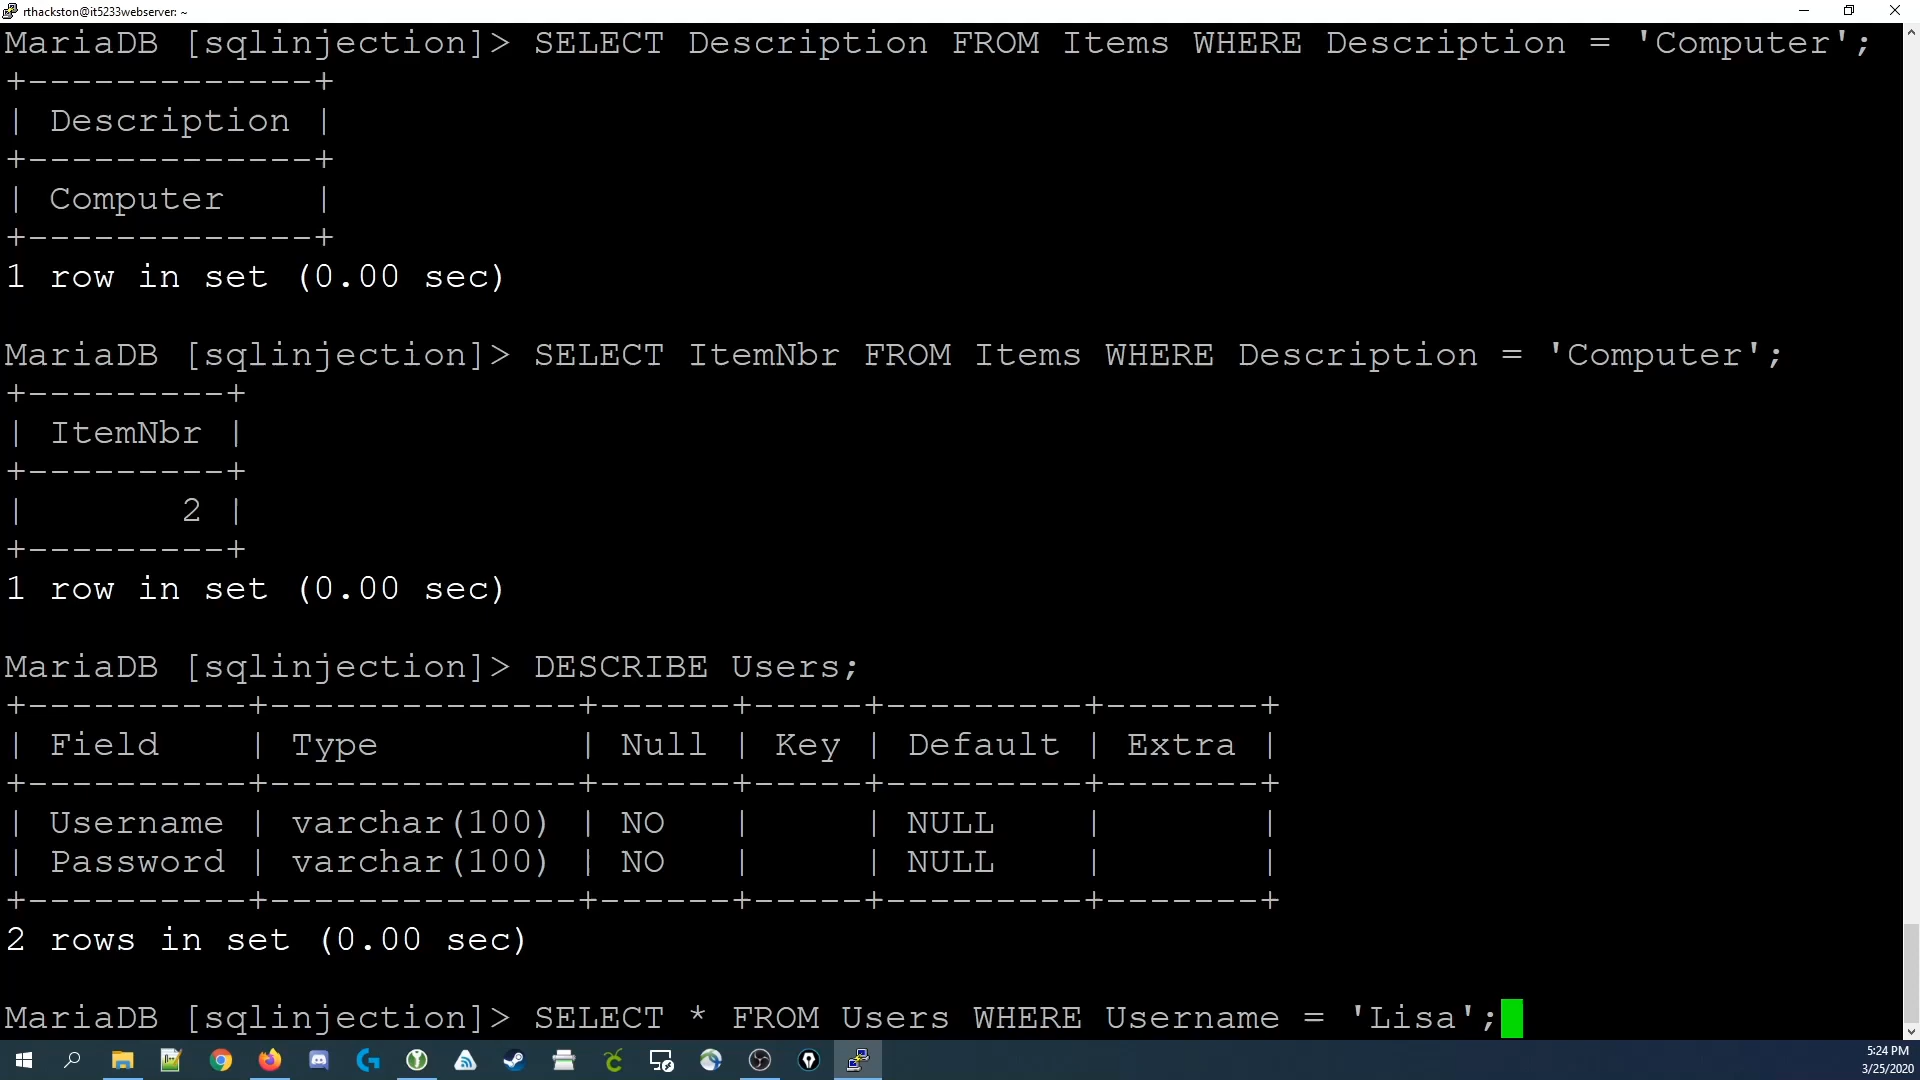 rthackston@it5233webserver: ~
MariaDB [sqlinjection]> SELECT Description FROM Items WHERE Description = 'Computer';
+-------------+
| Description |
+-------------+
| Computer    |
+-------------+
1 row in set (0.00 sec)
MariaDB [sqlinjection]> SELECT ItemNbr FROM Items WHERE Description = 'Computer';
+---------+
| ItemNbr |
+---------+
|       2 |
+---------+
1 row in set (0.00 sec)
MariaDB [sqlinjection]> DESCRIBE Users;
+----------+--------------+------+-----+---------+-------+
| Field    | Type         | Null | Key | Default | Extra |
+----------+--------------+------+-----+---------+-------+
| Username | varchar(100) | NO   |     | NULL    |       |
| Password | varchar(100) | NO   |     | NULL    |       |
+----------+--------------+------+-----+---------+-------+
2 rows in set (0.00 sec)
MariaDB [sqlinjection]> SELECT * FROM Users WHERE Username = 'Lisa';
5:24 PM
3/25/2020